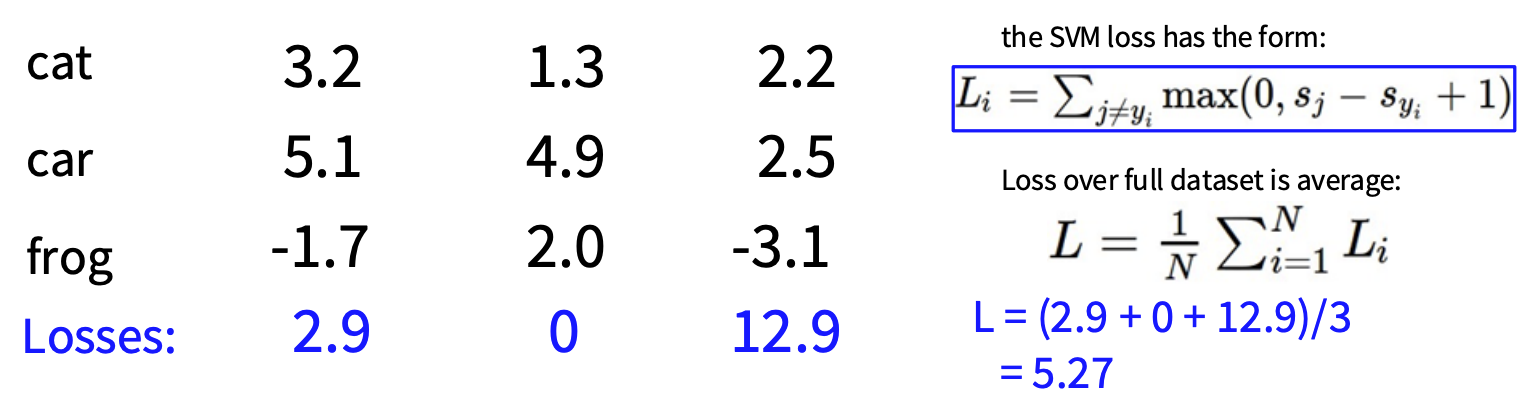 cat 3.2 1.3 2.2
car 5.1 4.9 2.5
frog -1.7 2.0 -3.1
Losses: 2.9 0 12.9
the SVM loss has the form:
L_i = ∑_{j≠y_i} max(0, s_j − s_{y_i} + 1)
Loss over full dataset is average:
L = \frac{1}{N} ∑_{i=1}^{N} L_i
L = (2.9 + 0 + 12.9)/3
= 5.27